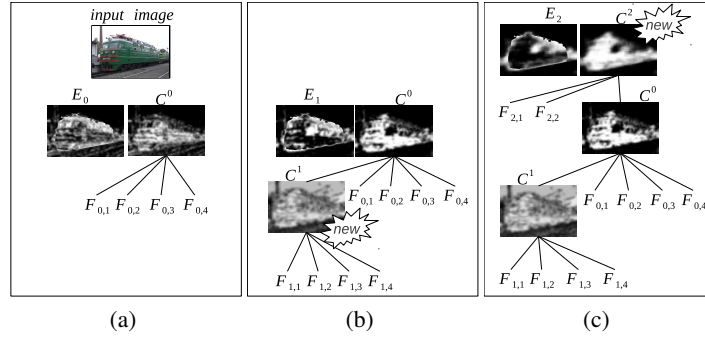 input image
E₀ C⁰
F₀,₁ F₀,₂ F₀,₃ F₀,₄
(a)
E₁ C⁰
C¹ F₀,₁ F₀,₂ F₀,₃ F₀,₄
new
F₁,₁ F₁,₂ F₁,₃ F₁,₄
(b)
E₂ C² new
F₂,₁ F₂,₂ C⁰
C¹ F₀,₁ F₀,₂ F₀,₃ F₀,₄
F₁,₁ F₁,₂ F₁,₃ F₁,₄
(c)